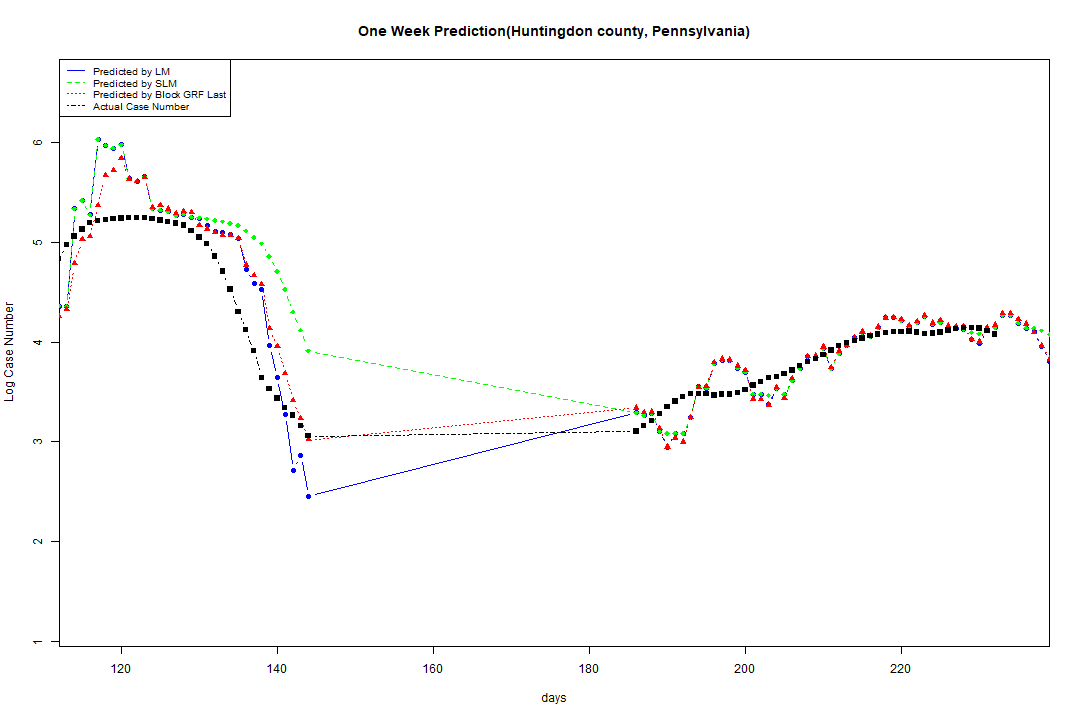 One Week Prediction(Huntingdon county, Pennsylvania)
Predicted by LM
Predicted by SLM
Predicted by Block GRF Last
Actual Case Number
6
5
4
3
2
1
Log Case Number
120 140 160 180 200 220
days